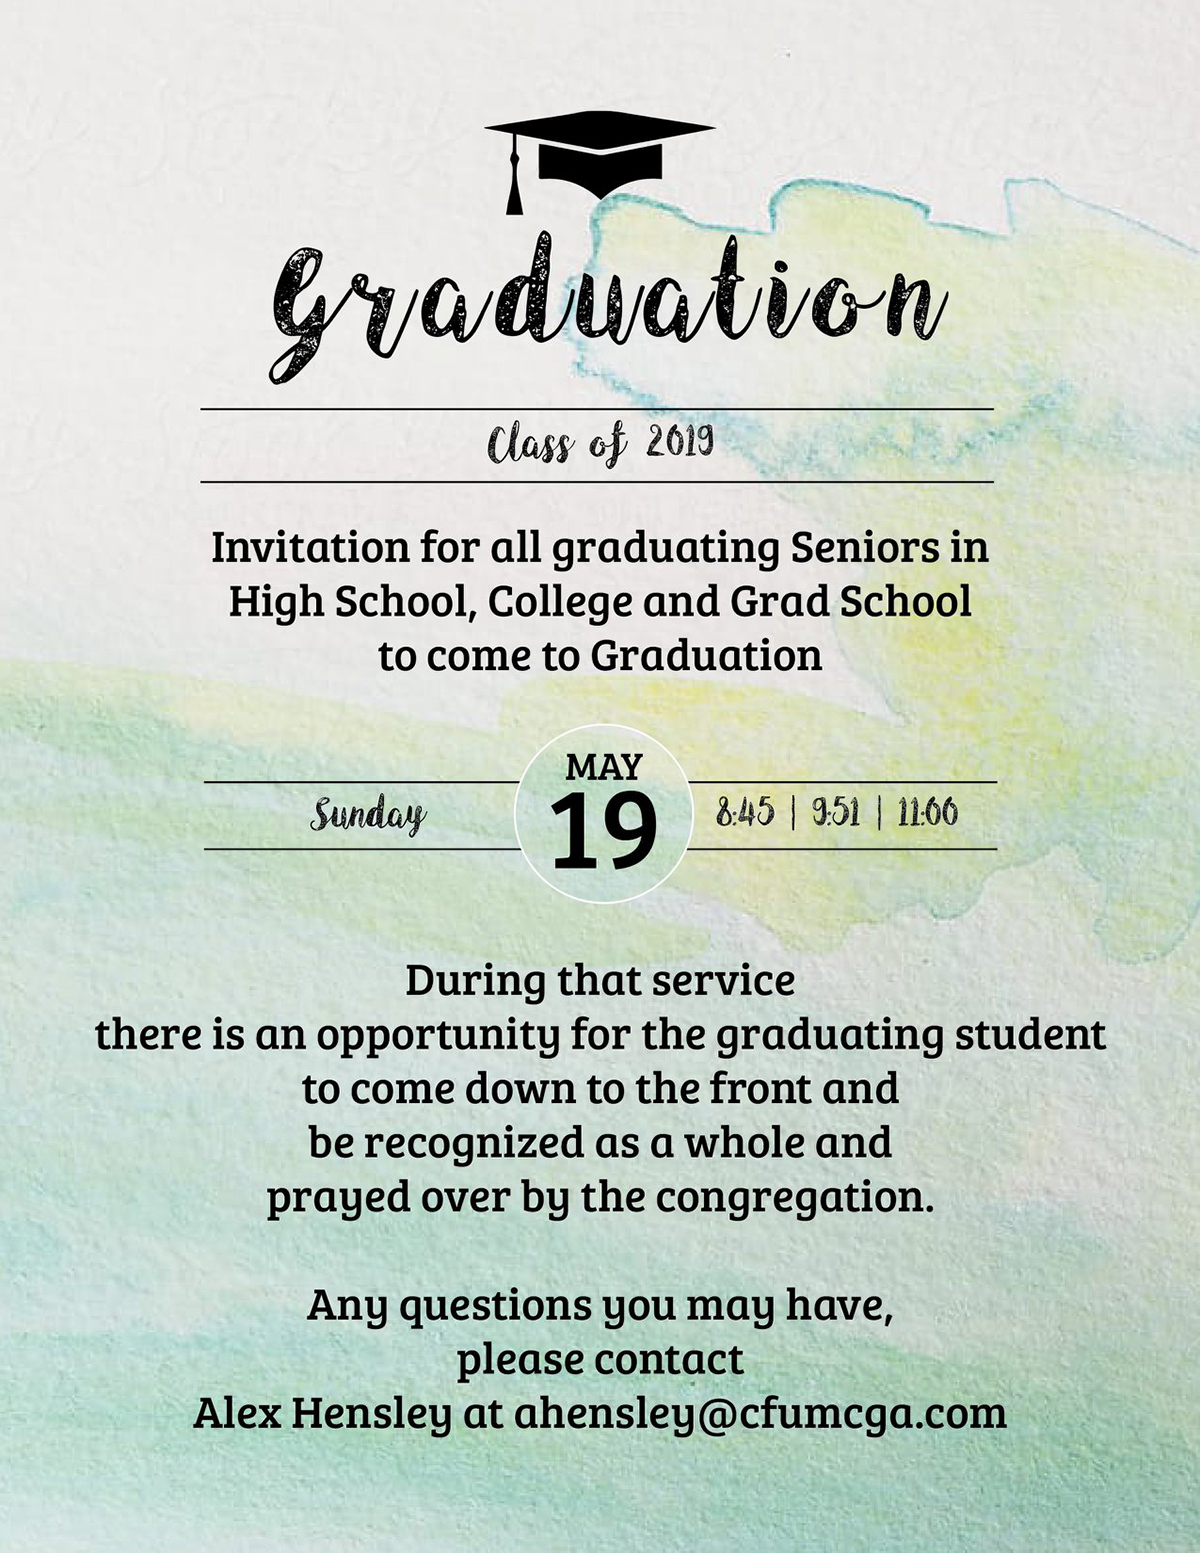 Graduation
Class of 2019
Invitation for all graduating Seniors in
High School, College and Grad School
to come to Graduation
MAY
Sunday 19 8:45 | 9:51 | 11:00
During that service
there is an opportunity for the graduating student
to come down to the front and
be recognized as a whole and
prayed over by the congregation.
Any questions you may have,
please contact
Alex Hensley at ahensley@cfumcga.com